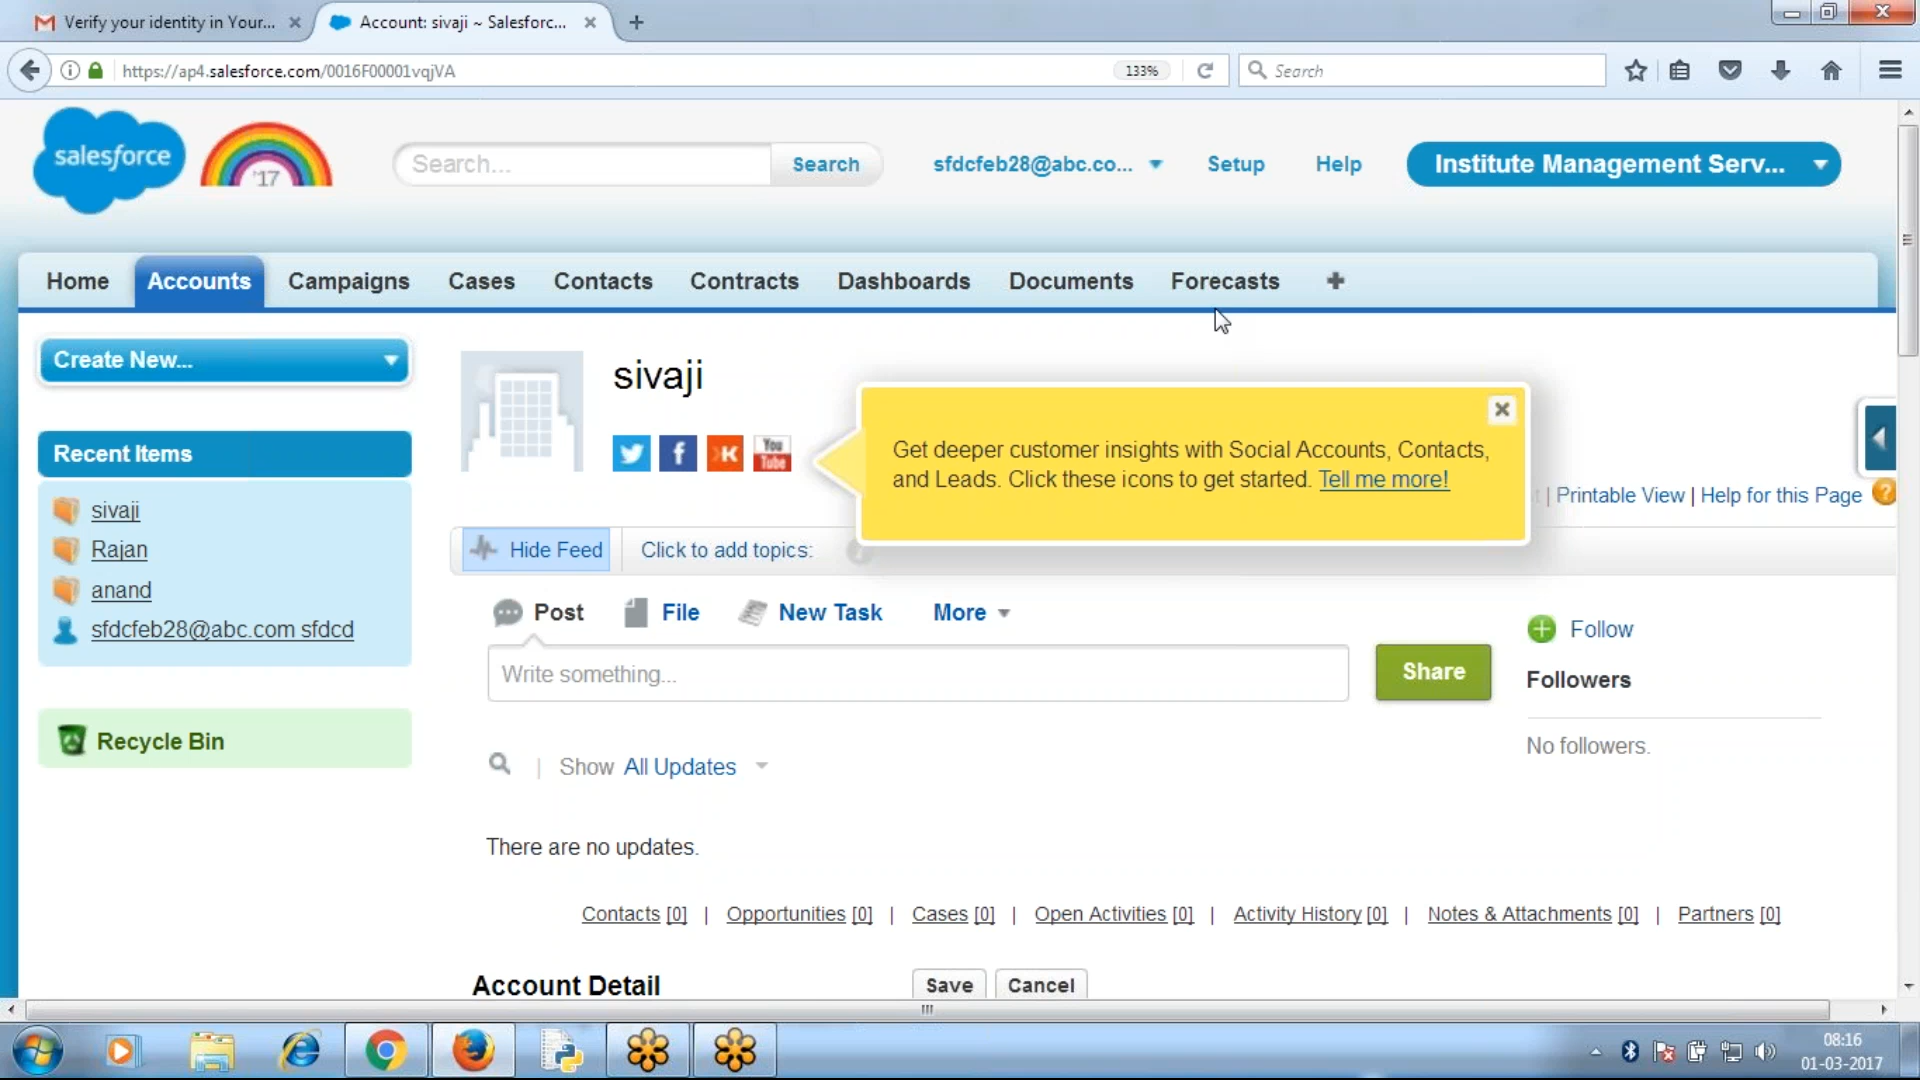 Verify your identity in Your...
Account: sivaji ~ Salesforc...
https://ap4.salesforce.com/0016F00001vqjVA
133%
Search
salesforce
'17
Search...
Search
sfdcfeb28@abc.co...
Setup
Help
Institute Management Serv...
Home
Accounts
Campaigns
Cases
Contacts
Contracts
Dashboards
Documents
Forecasts
Create New...
sivaji
Get deeper customer insights with Social Accounts, Contacts,
and Leads. Click these icons to get started. Tell me more!
You
Tube
Recent Items
| Printable View | Help for this Page
sivaji
Rajan
anand
sfdcfeb28@abc.com sfdcd
Hide Feed
Click to add topics:
Post
File
New Task
More
Write something...
Share
Follow
Followers
No followers.
Recycle Bin
Show All Updates
There are no updates.
Contacts [0] | Opportunities [0] | Cases [0] | Open Activities [0] | Activity History [0] | Notes & Attachments [0] | Partners [0]
Account Detail
Save
Cancel
08:16
01-03-2017